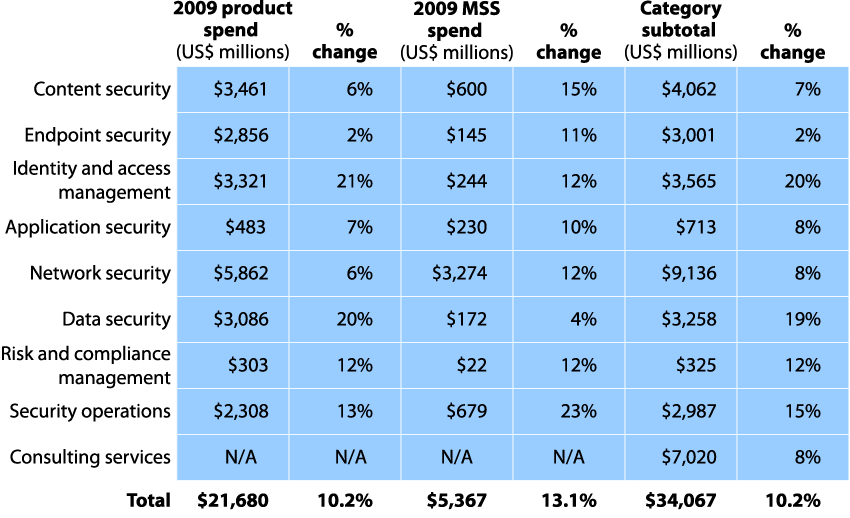 2009 product spend (US$ millions) % change 2009 MSS spend (US$ millions) % change Category subtotal (US$ millions) % change
Content security $3,461 6% $600 15% $4,062 7%
Endpoint security $2,856 2% $145 11% $3,001 2%
Identity and access management $3,321 21% $244 12% $3,565 20%
Application security $483 7% $230 10% $713 8%
Network security $5,862 6% $3,274 12% $9,136 8%
Data security $3,086 20% $172 4% $3,258 19%
Risk and compliance management $303 12% $22 12% $325 12%
Security operations $2,308 13% $679 23% $2,987 15%
Consulting services N/A N/A N/A N/A $7,020 8%
Total $21,680 10.2% $5,367 13.1% $34,067 10.2%